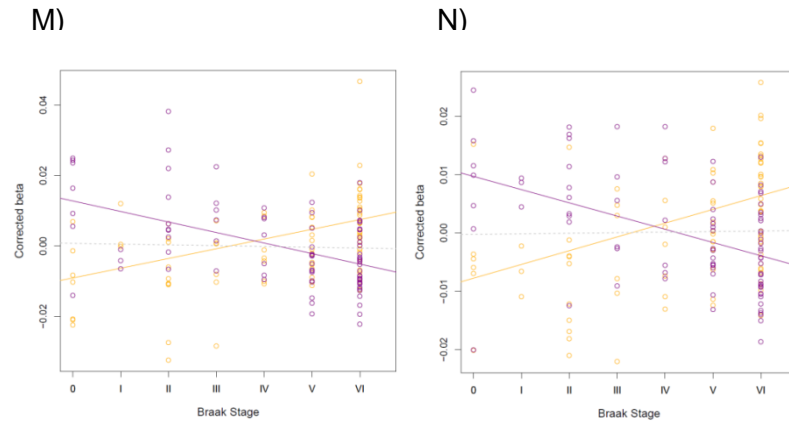 M)
N)
Corrected beta
0.04
0.02
0.00
−0.02
0 I II III IV V VI
Braak Stage
Corrected beta
0.02
0.01
0.00
−0.01
−0.02
0 I II III IV V VI
Braak Stage